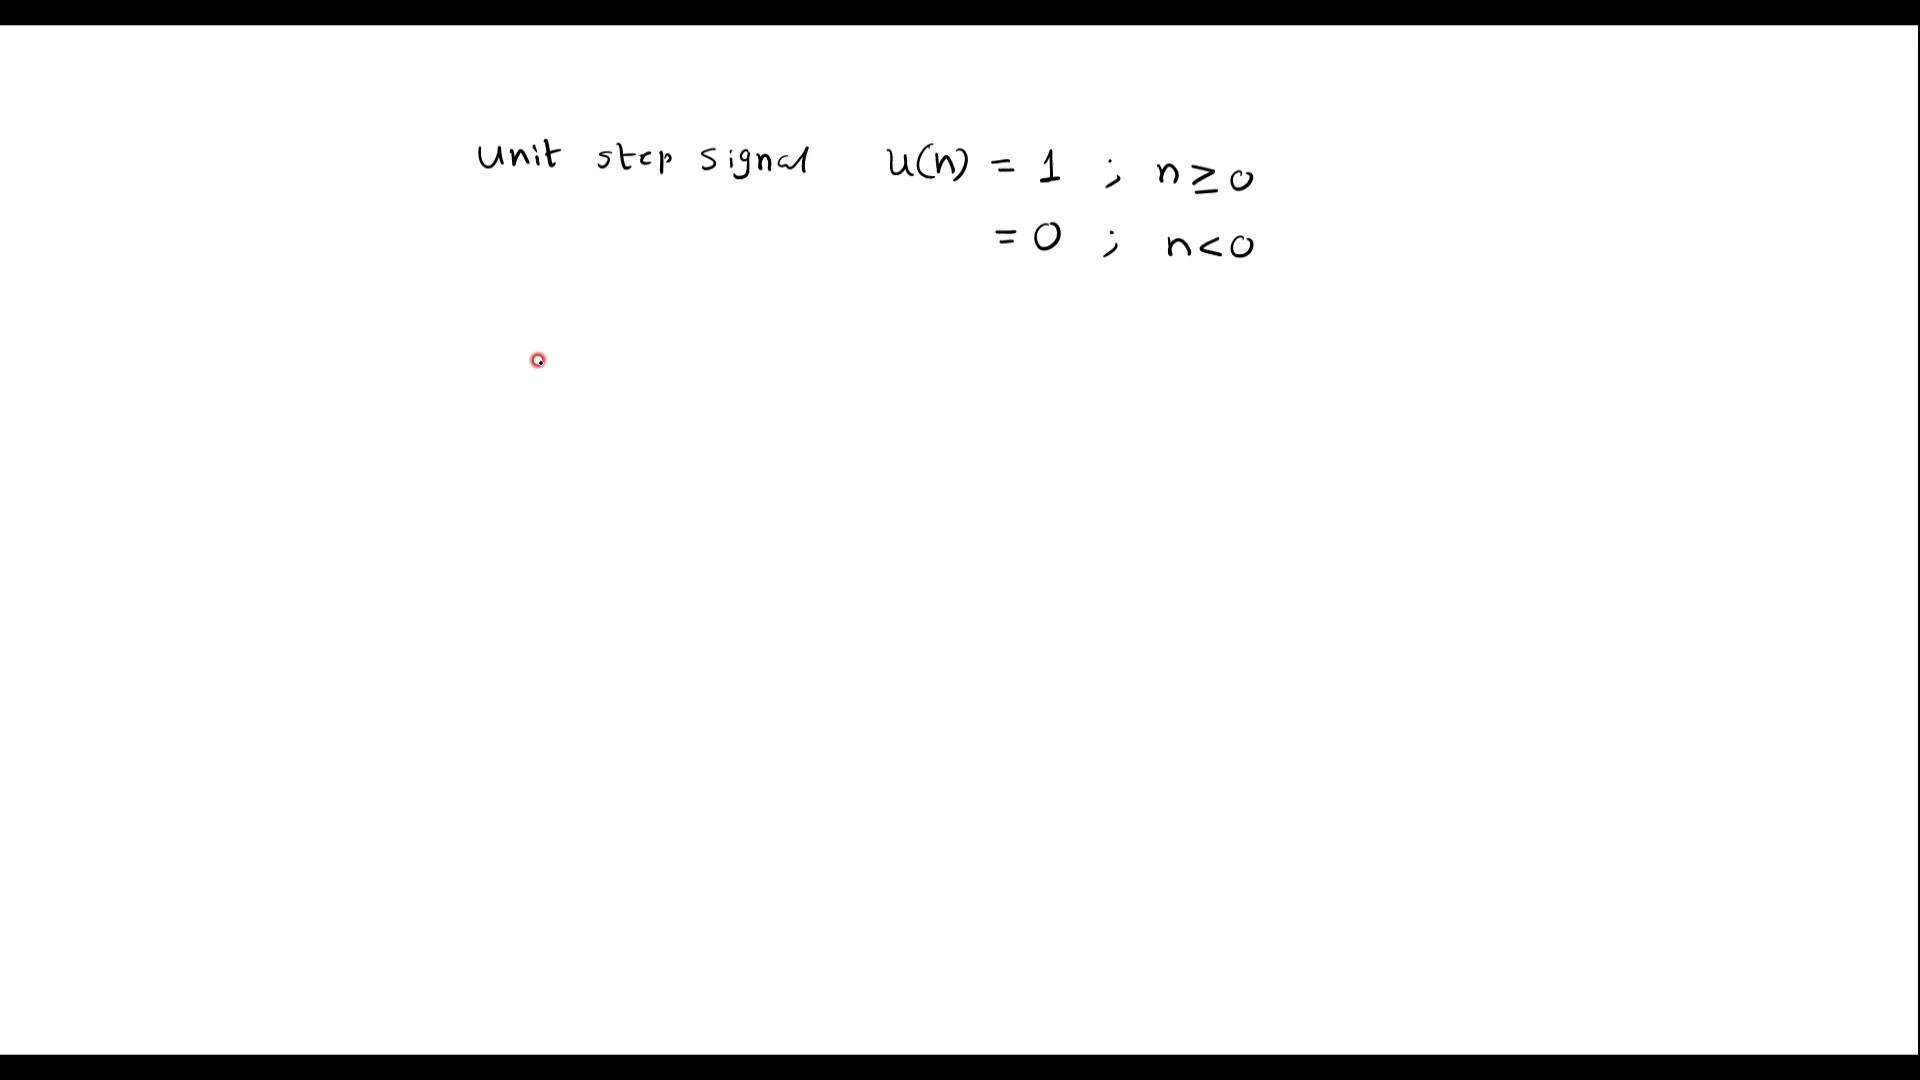 unit step signal u(n) = 1 ; n ≥ 0
= 0 ; n < 0